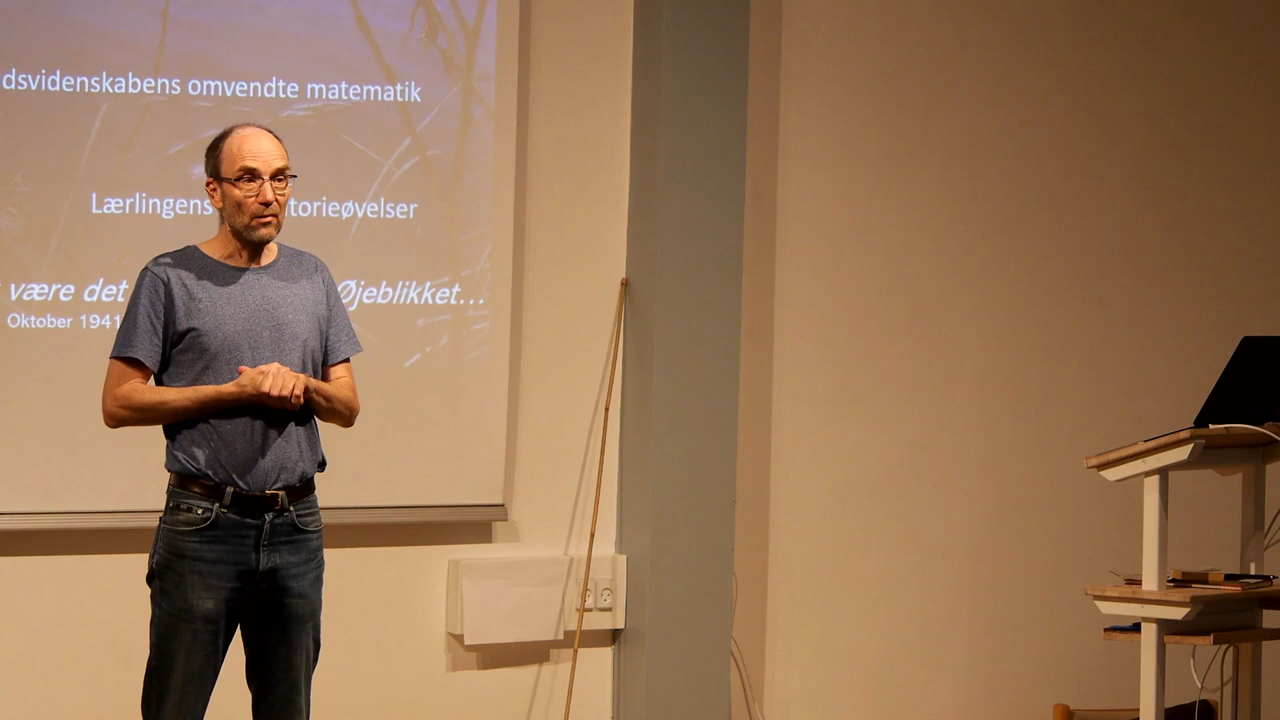 dsvidenskabens omvendte matematik
Lærlingens torieøvelser
være det Øjeblikket...
Oktober 1941